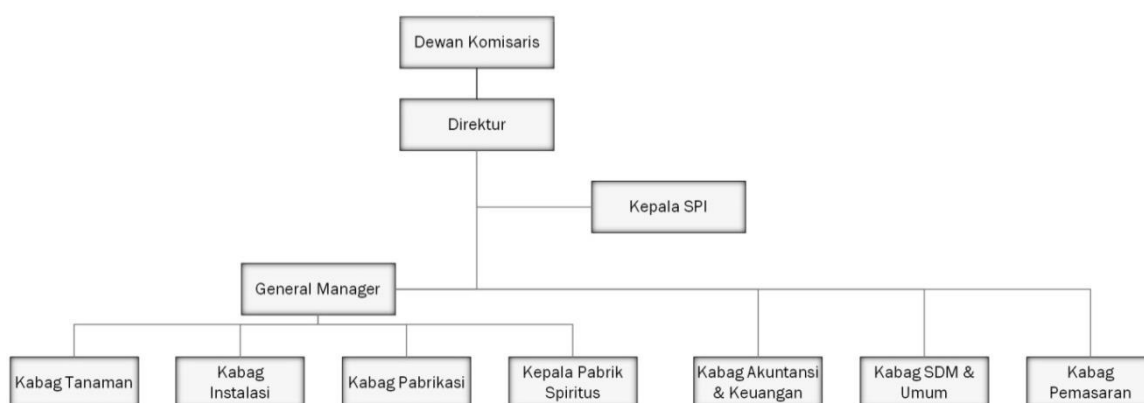 Dewan Komisaris
Direktur
Kepala SPI
General Manager
Kabag Tanaman
Kabag
Instalasi
Kabag Pabrikasi
Kepala Pabrik
Spiritus
Kabag Akuntansi
& Keuangan
Kabag SDM &
Umum
Kabag
Pemasaran